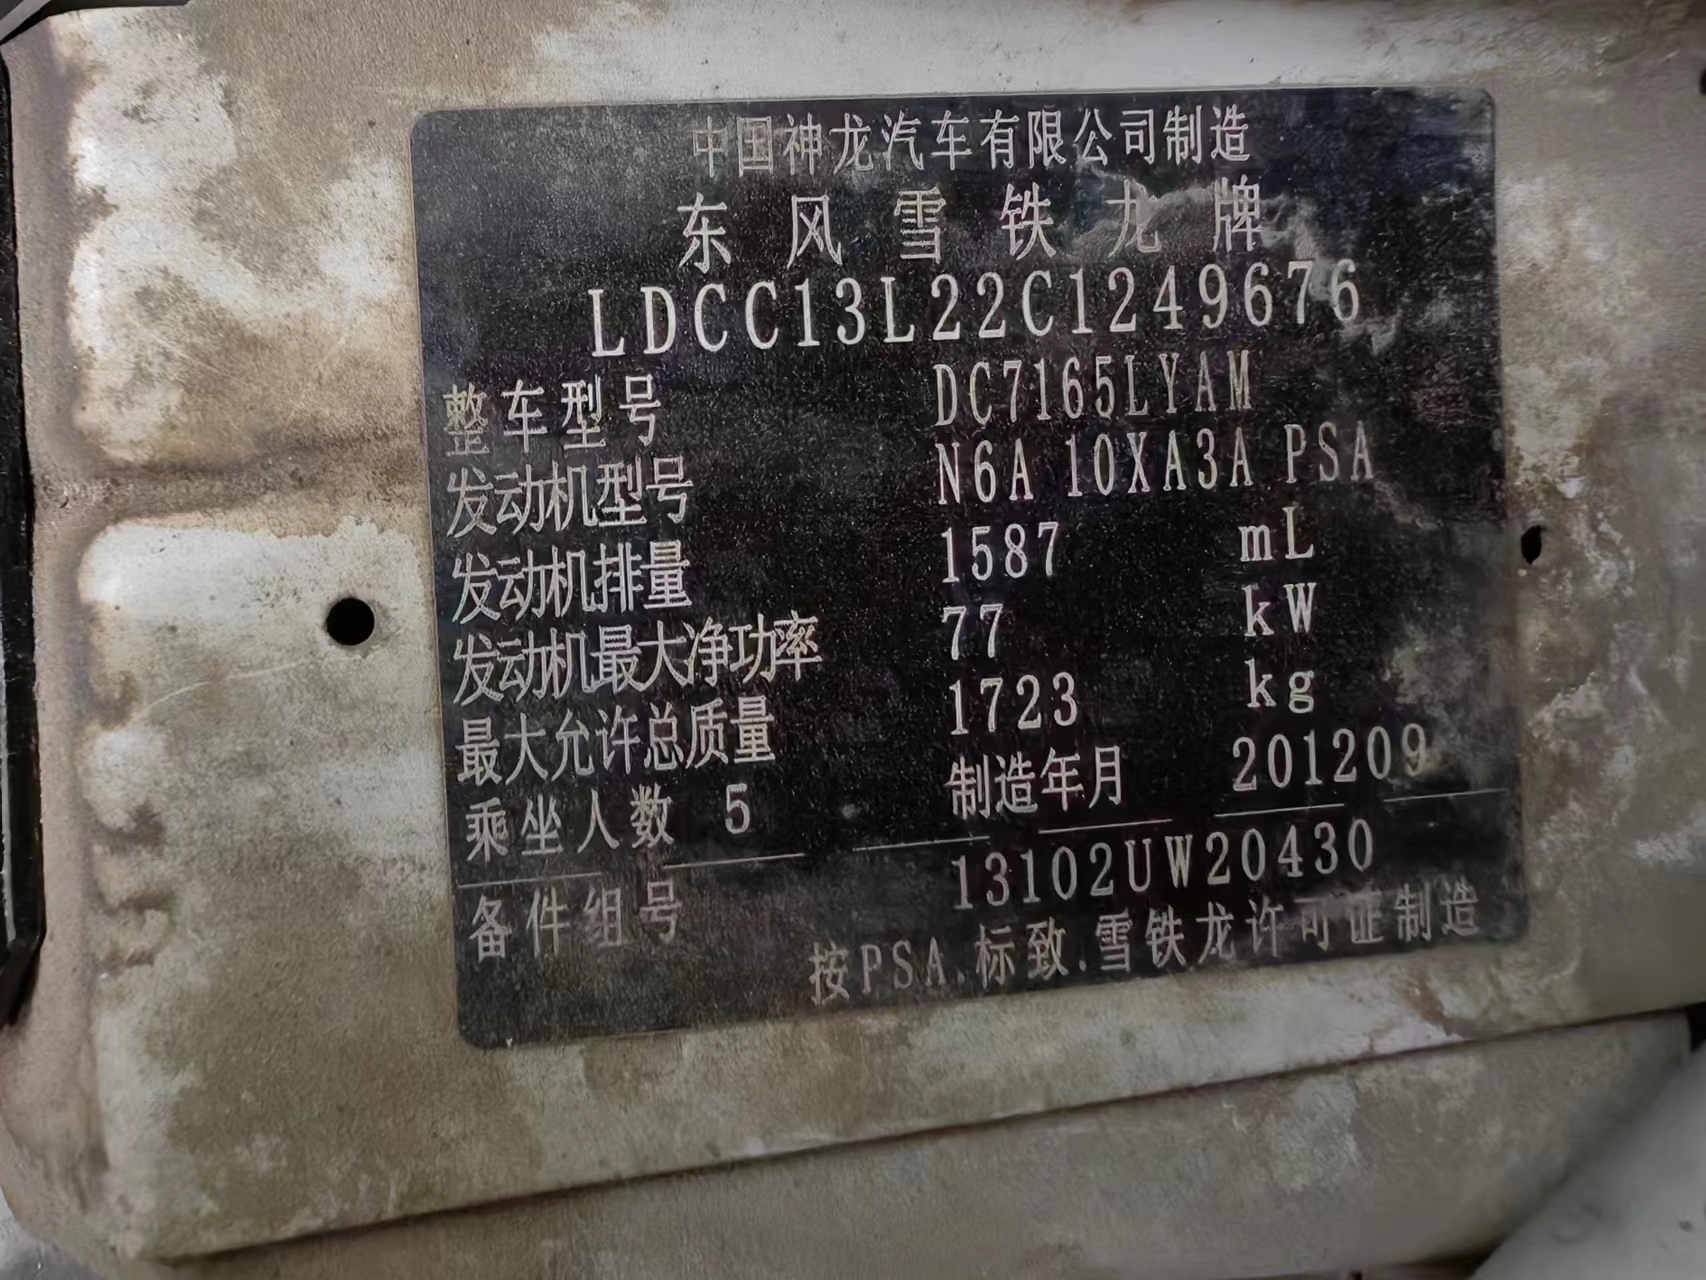 中国神龙汽车有限公司制造
东风雪铁龙牌
LDCC13L22C1249676
整车型号 DC7165LYAM
发动机型号 N6A 10XA3A PSA
发动机排量 1587 mL
发动机最大净功率 77 kW
最大允许总质量 1723 kg
乘坐人数 5 制造年月 201209
备件组号 13102UW20430
按PSA.标致.雪铁龙许可证制造